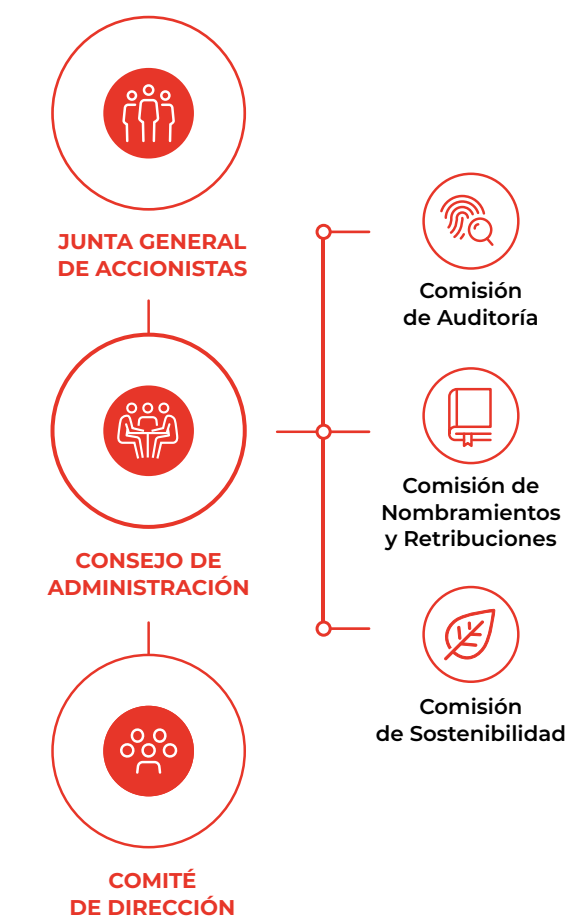 JUNTA GENERAL
DE ACCIONISTAS
CONSEJO DE
ADMINISTRACIÓN
COMITÉ
DE DIRECCIÓN
Comisión
de Auditoría
Comisión de
Nombramientos
y Retribuciones
Comisión
de Sostenibilidad